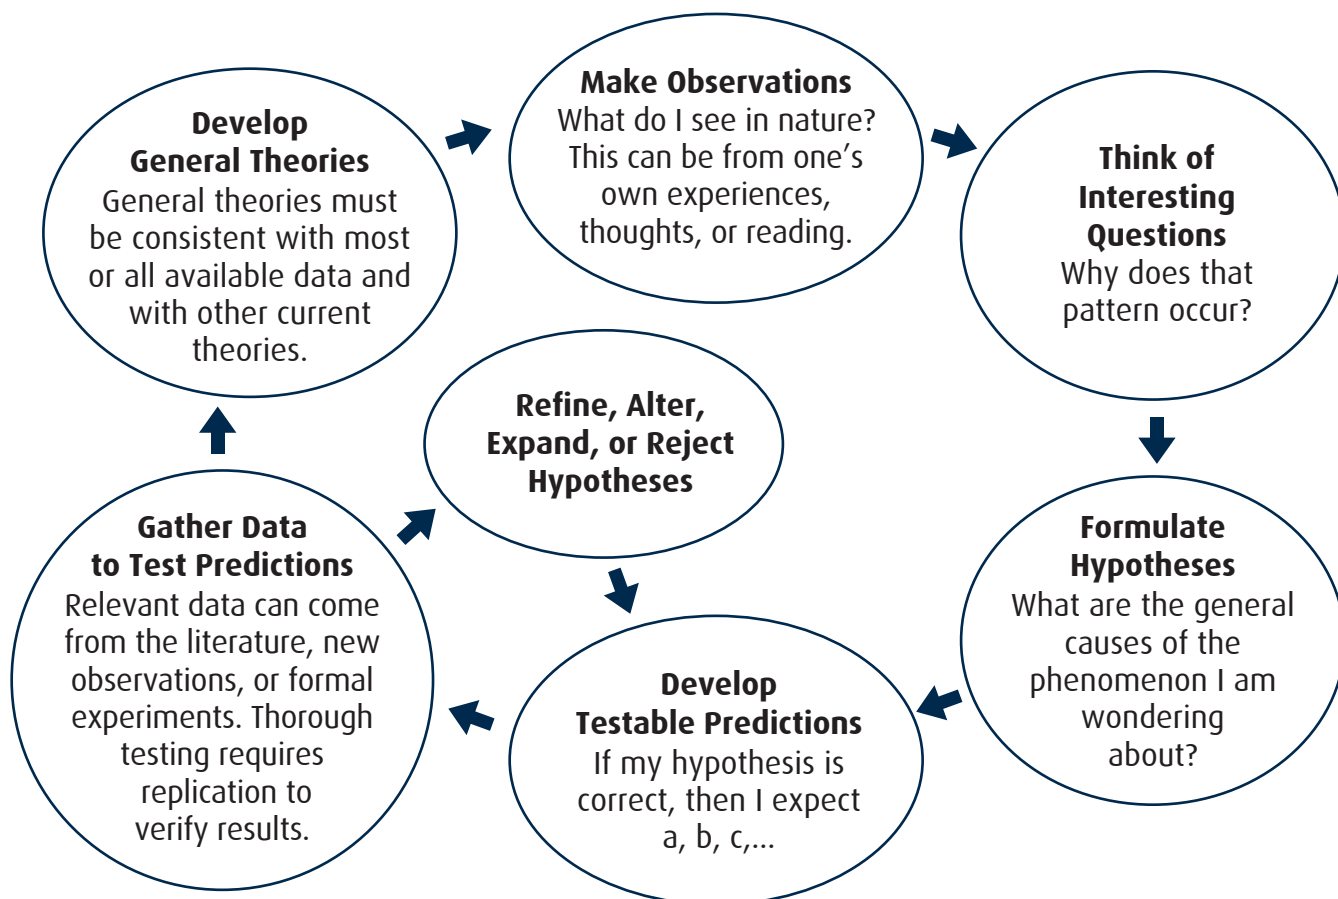 Make Observations
What do I see in nature?
This can be from one’s
own experiences,
thoughts, or reading.
Think of
Interesting
Questions
Why does that
pattern occur?
Formulate
Hypotheses
What are the general
causes of the
phenomenon I am
wondering
about?
Develop
Testable Predictions
If my hypothesis is
correct, then I expect
a, b, c,...
Gather Data
to Test Predictions
Relevant data can come
from the literature, new
observations, or formal
experiments. Thorough
testing requires
replication to
verify results.
Refine, Alter,
Expand, or Reject
Hypotheses
Develop
General Theories
General theories must
be consistent with most
or all available data and
with other current
theories.